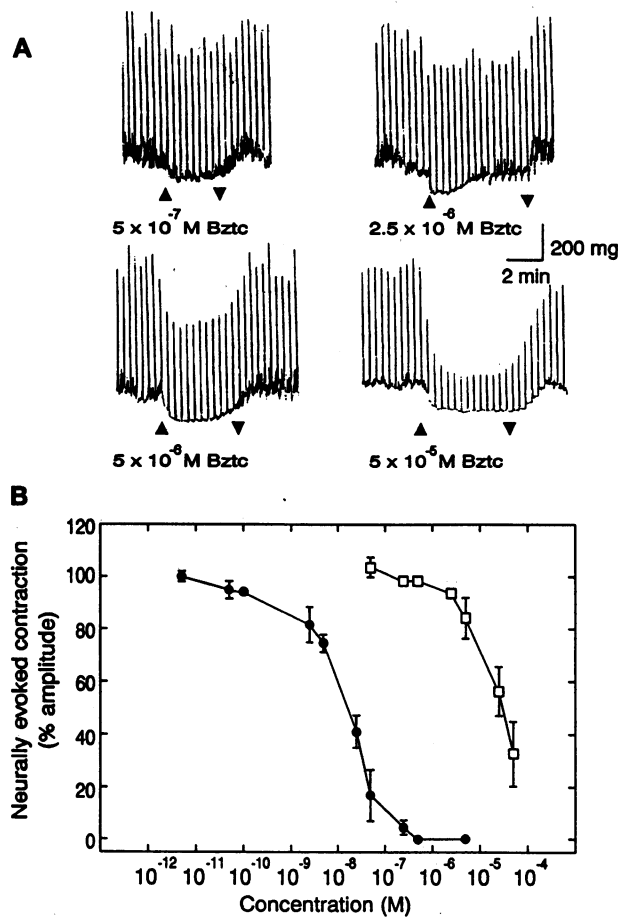 A
5 x 10⁻⁷ M Bztc
2.5 x 10⁻⁶ M Bztc
200 mg
2 min
5 x 10⁻⁶ M Bztc
5 x 10⁻⁵ M Bztc
B
Neurally evoked contraction
(% amplitude)
120
100
80
60
40
20
0
10⁻¹² 10⁻¹¹ 10⁻¹⁰ 10⁻⁹ 10⁻⁸ 10⁻⁷ 10⁻⁶ 10⁻⁵ 10⁻⁴
Concentration (M)